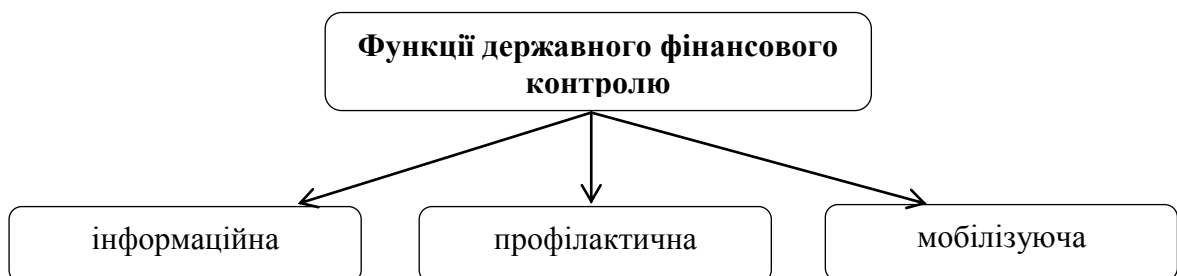 Функції державного фінансового
контролю
інформаційна
профілактична
мобілізуюча